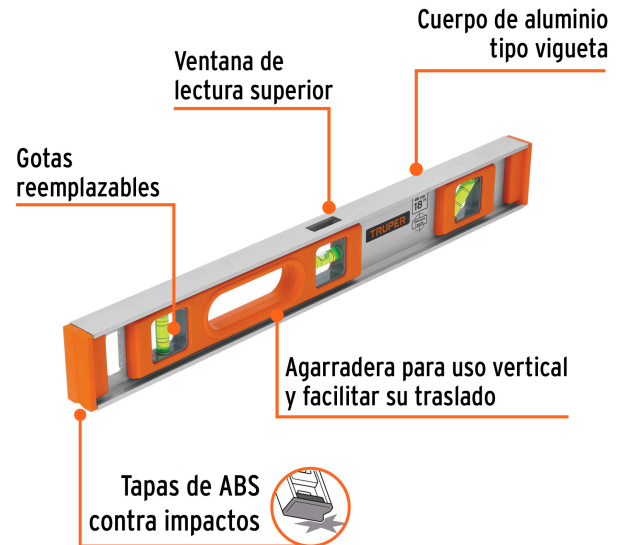 Cuerpo de aluminio
tipo vigueta
Ventana de
lectura superior
Gotas
reemplazables
18"
TRUPER
Agarradera para uso vertical
y facilitar su traslado
Tapas de ABS
contra impactos